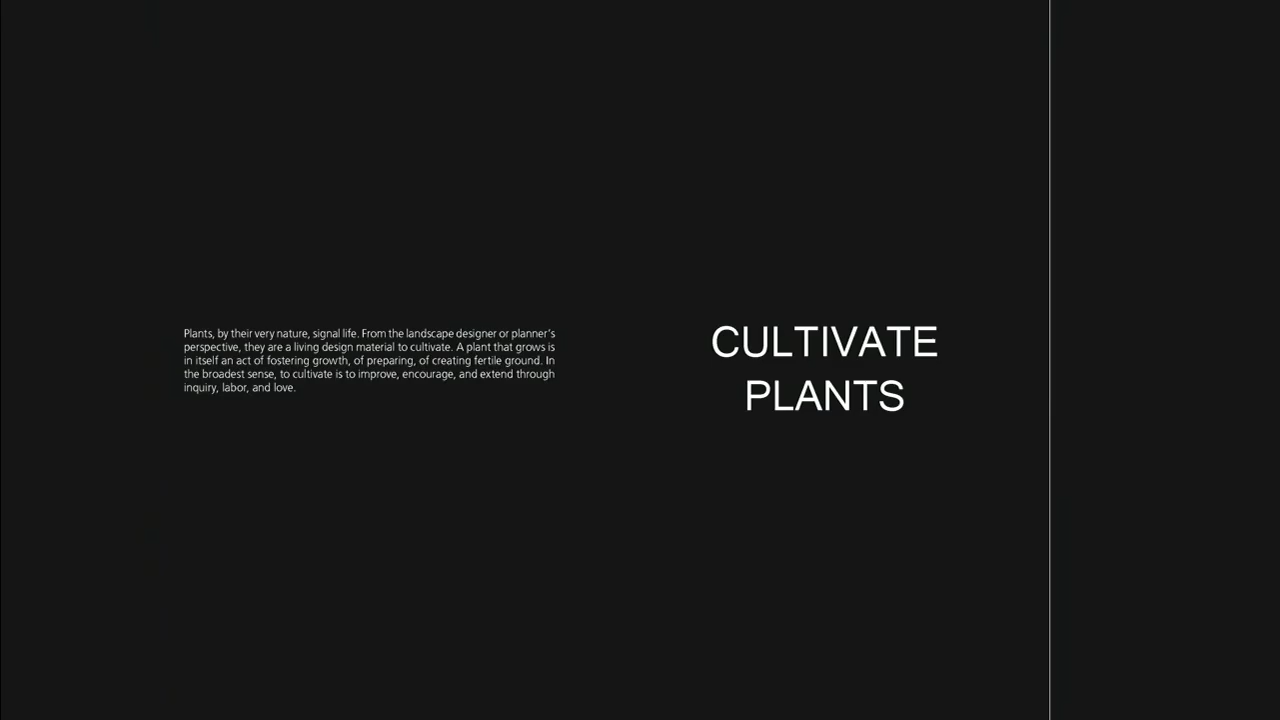 Plants, by their very nature, signal life. From the landscape designer or planner's
perspective, they are a living design material to cultivate. A plant that grows is
in itself an act of fostering growth, of preparing, of creating fertile ground. In
the broadest sense, to cultivate is to improve, encourage, and extend through
inquiry, labor, and love.
CULTIVATE
PLANTS